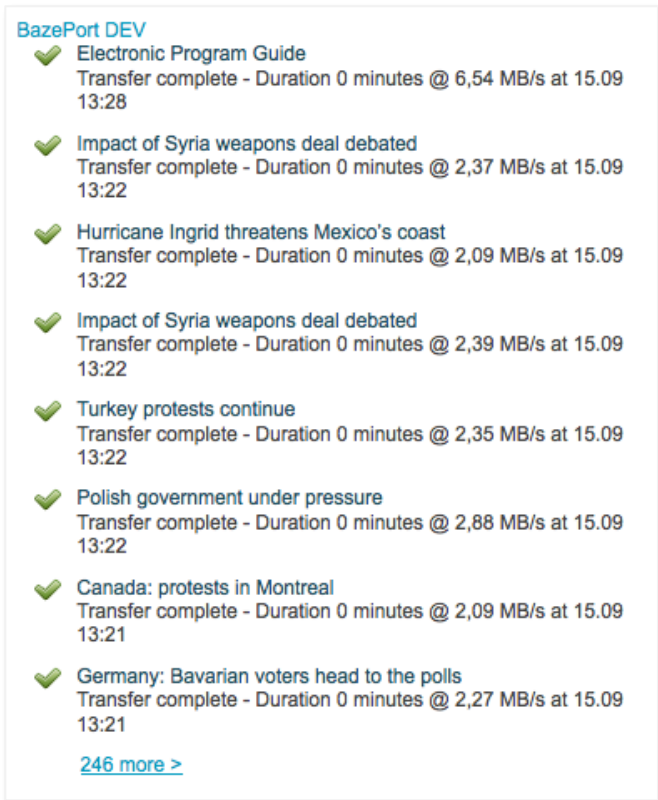 BazePort DEV
Electronic Program Guide
Transfer complete - Duration 0 minutes @ 6,54 MB/s at 15.09
13:28
Impact of Syria weapons deal debated
Transfer complete - Duration 0 minutes @ 2,37 MB/s at 15.09
13:22
Hurricane Ingrid threatens Mexico’s coast
Transfer complete - Duration 0 minutes @ 2,09 MB/s at 15.09
13:22
Impact of Syria weapons deal debated
Transfer complete - Duration 0 minutes @ 2,39 MB/s at 15.09
13:22
Turkey protests continue
Transfer complete - Duration 0 minutes @ 2,35 MB/s at 15.09
13:22
Polish government under pressure
Transfer complete - Duration 0 minutes @ 2,88 MB/s at 15.09
13:22
Canada: protests in Montreal
Transfer complete - Duration 0 minutes @ 2,09 MB/s at 15.09
13:21
Germany: Bavarian voters head to the polls
Transfer complete - Duration 0 minutes @ 2,27 MB/s at 15.09
13:21
246 more >